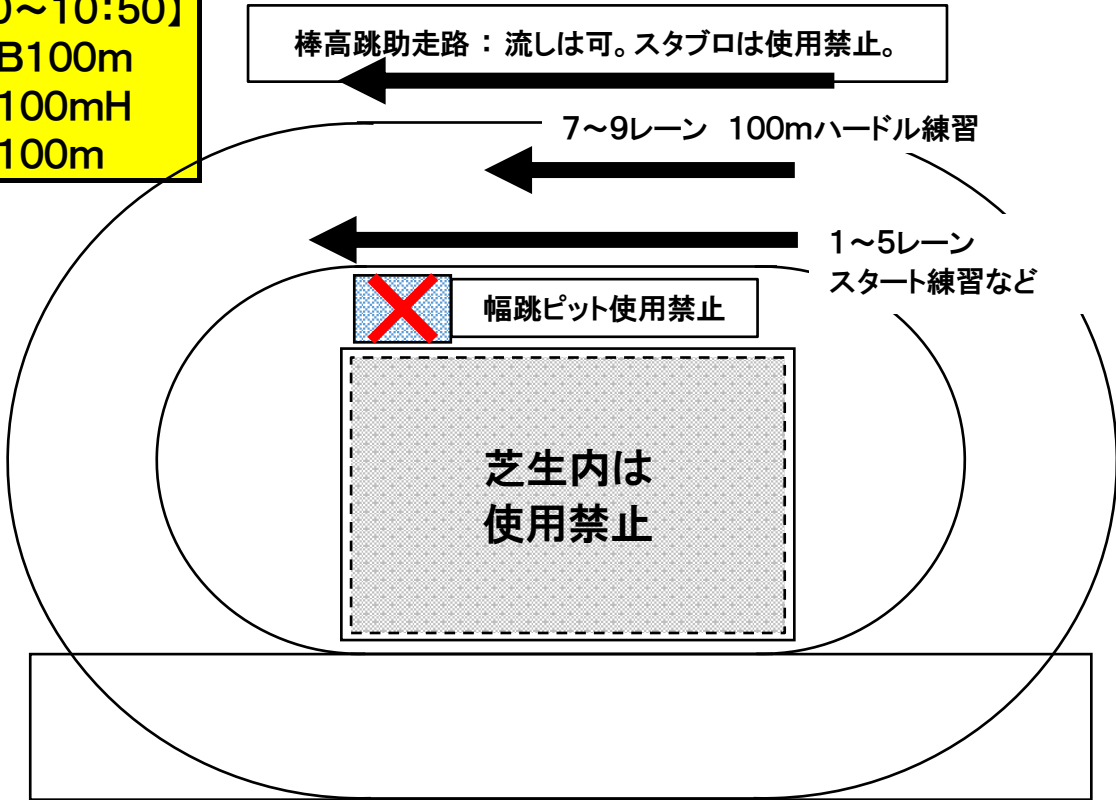 0～10:50】
B100m
100mH
100m
棒高跳助走路 : 流しは可。スタブロは使用禁止。
7～9レーン 100mハードル練習
1～5レーン
スタート練習など
幅跳ピット使用禁止
芝生内は
使用禁止